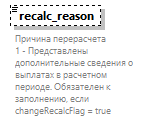 recalc_reason
Причина перерасчета
1 - Представлены
дополнительные сведения о
выплатах в расчетном
периоде. Обязателен к
заполнению, если
changeRecalcFlag = true